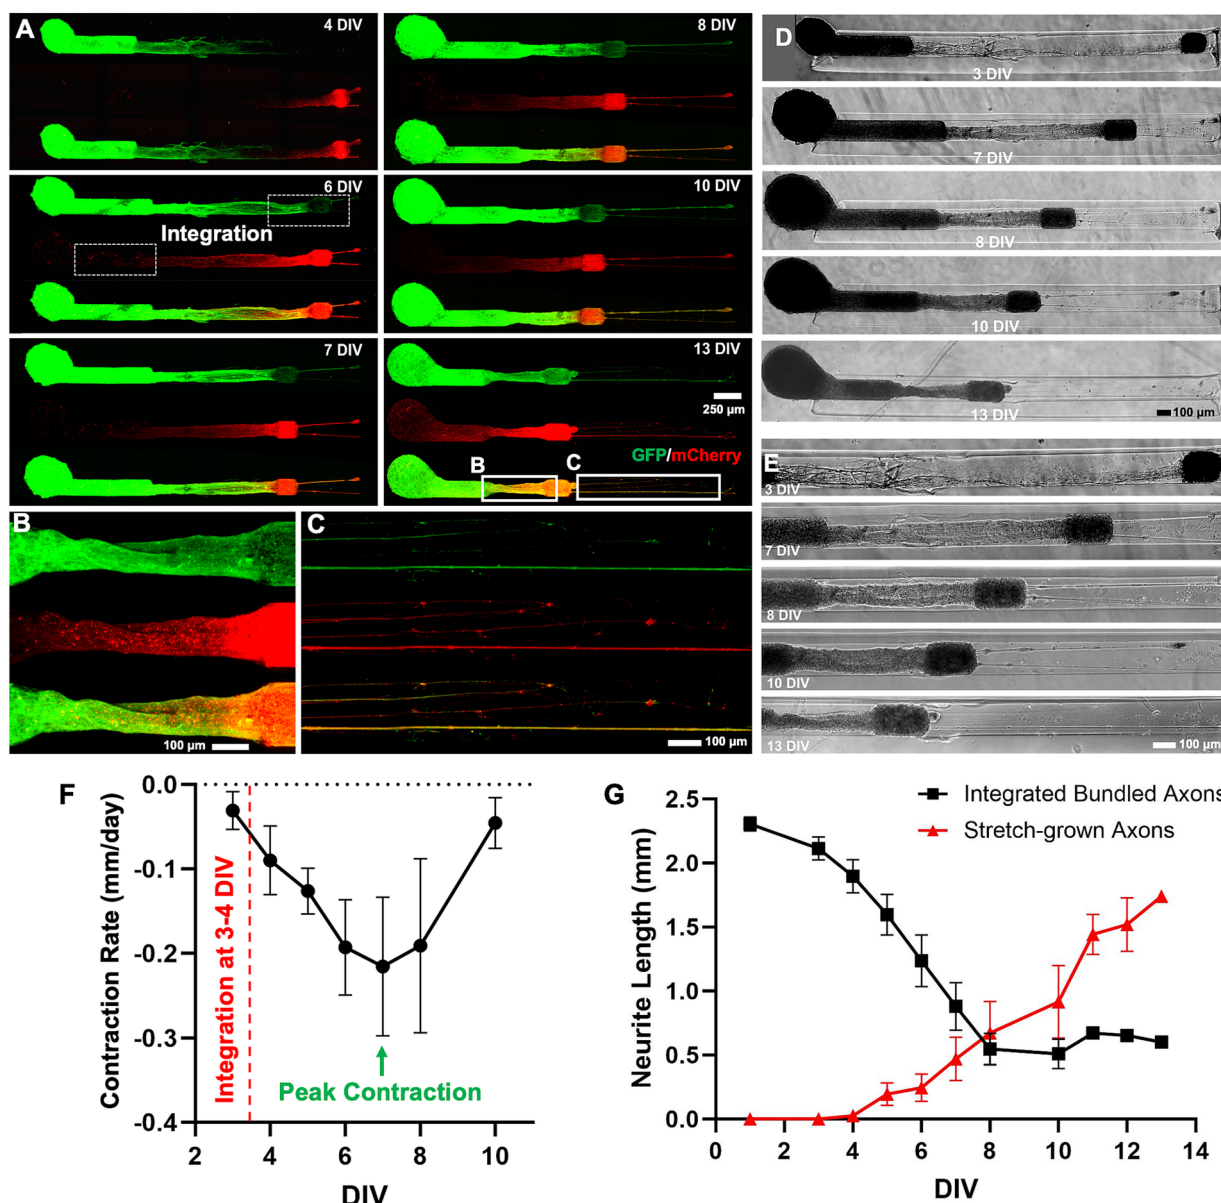 A
4 DIV
8 DIV
6 DIV
Integration
10 DIV
7 DIV
13 DIV
250 µm
GFP/mCherry
B
C
B
100 µm
C
100 µm
D
3 DIV
7 DIV
8 DIV
10 DIV
13 DIV
100 µm
E
3 DIV
7 DIV
8 DIV
10 DIV
13 DIV
100 µm
F
Contraction Rate (mm/day)
0.0
-0.1
-0.2
-0.3
-0.4
Integration at 3-4 DIV
Peak Contraction
2 4 6 8 10
DIV
G
Integrated Bundled Axons
Stretch-grown Axons
Neurite Length (mm)
2.5
2.0
1.5
1.0
0.5
0.0
0 2 4 6 8 10 12 14
DIV